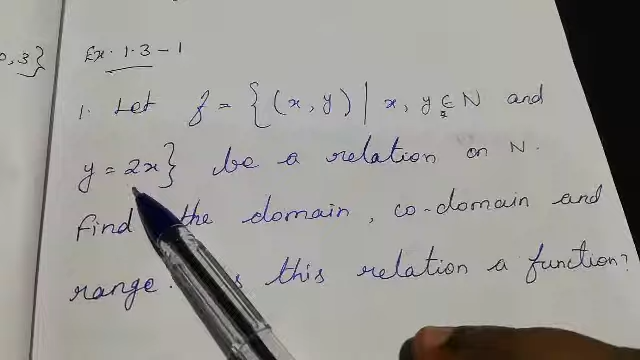 0, 3}
Ex. 1.3-1
1. Let f = {(x, y) | x, y ∈ N and
y = 2x} be a relation on N.
Find the domain, co-domain and
range. this relation a function?